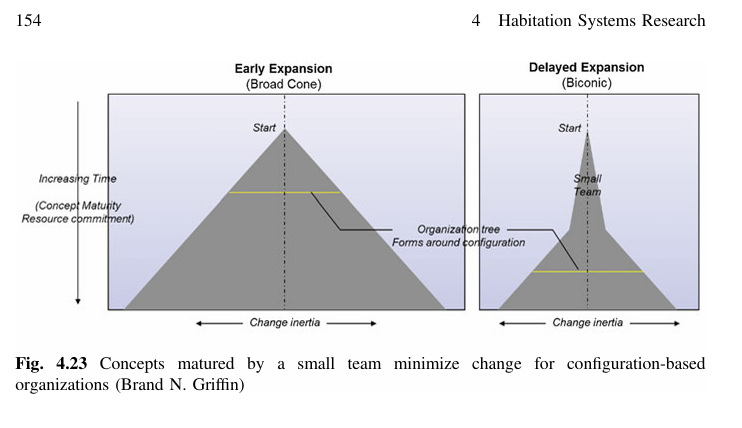 154
4 Habitation Systems Research
Early Expansion
(Broad Cone)
Delayed Expansion
(Biconic)
Start
Start
Increasing Time
(Concept Maturity
Resource commitment)
Small
Team
Organization tree
Forms around configuration
Change inertia
Change inertia
Fig. 4.23 Concepts matured by a small team minimize change for configuration-based
organizations (Brand N. Griffin)